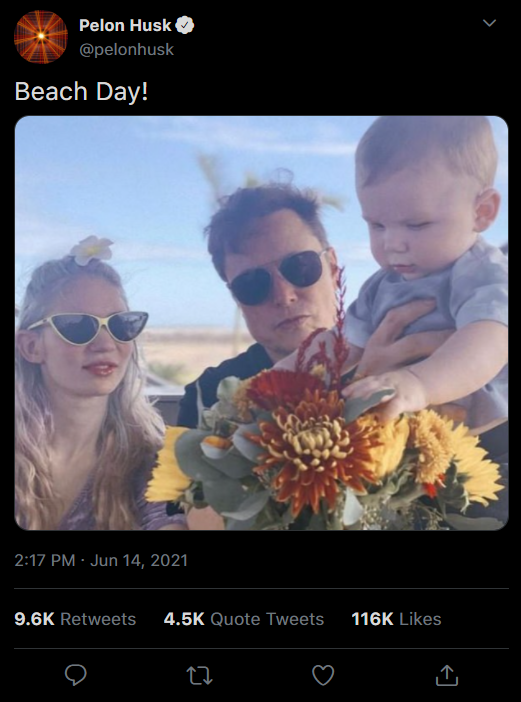 Pelon Husk
@pelonhusk
Beach Day!
2:17 PM · Jun 14, 2021
9.6K Retweets 4.5K Quote Tweets 116K Likes